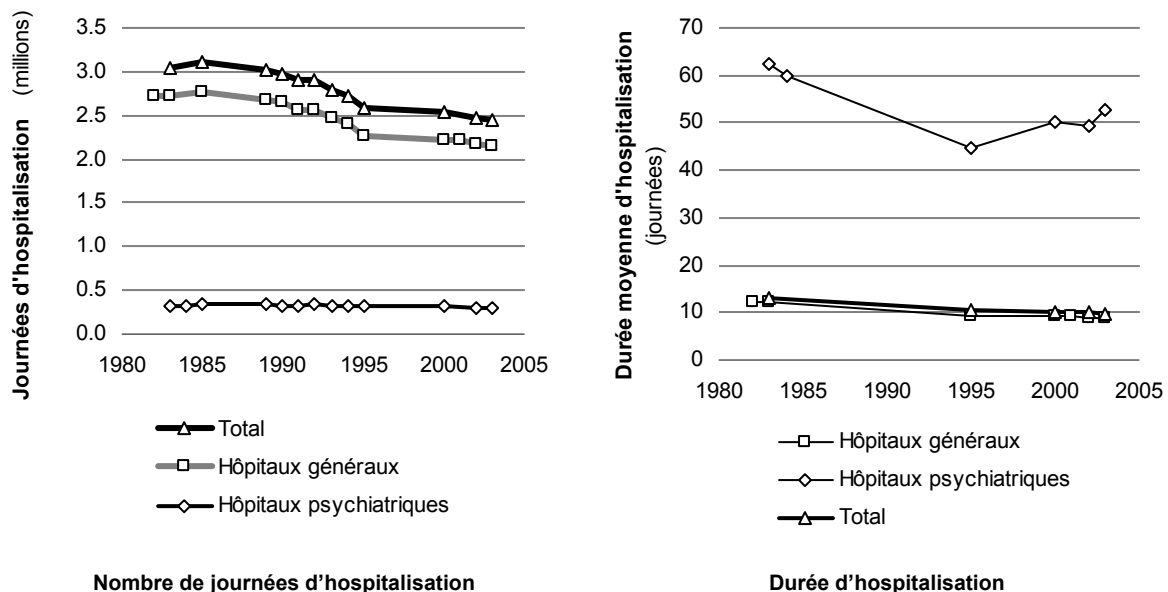 Journées d'hospitalisation (millions)
3.5
3.0
2.5
2.0
1.5
1.0
0.5
0.0
1980 1985 1990 1995 2000 2005
Total
Hôpitaux généraux
Hôpitaux psychiatriques
Nombre de journées d'hospitalisation
Durée moyenne d'hospitalisation
(journées)
70
60
50
40
30
20
10
0
1980 1985 1990 1995 2000 2005
Hôpitaux généraux
Hôpitaux psychiatriques
Total
Durée d'hospitalisation